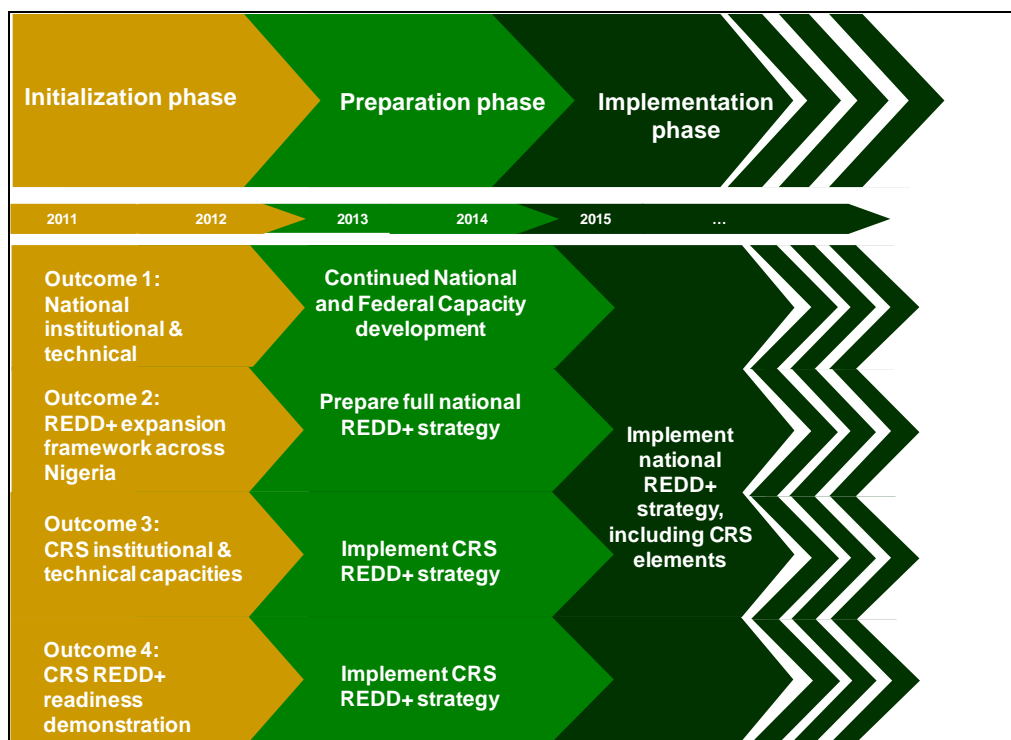 Initialization phase
Preparation phase
Implementation
phase
2011
2012
2013
2014
2015
...
Outcome 1:
National
institutional &
technical
Continued National
and Federal Capacity
development
Outcome 2:
REDD+ expansion
framework across
Nigeria
Prepare full national
REDD+ strategy
Implement
national
REDD+
strategy,
including CRS
elements
Outcome 3:
CRS institutional &
technical capacities
Implement CRS
REDD+ strategy
Outcome 4:
CRS REDD+
readiness
demonstration
Implement CRS
REDD+ strategy